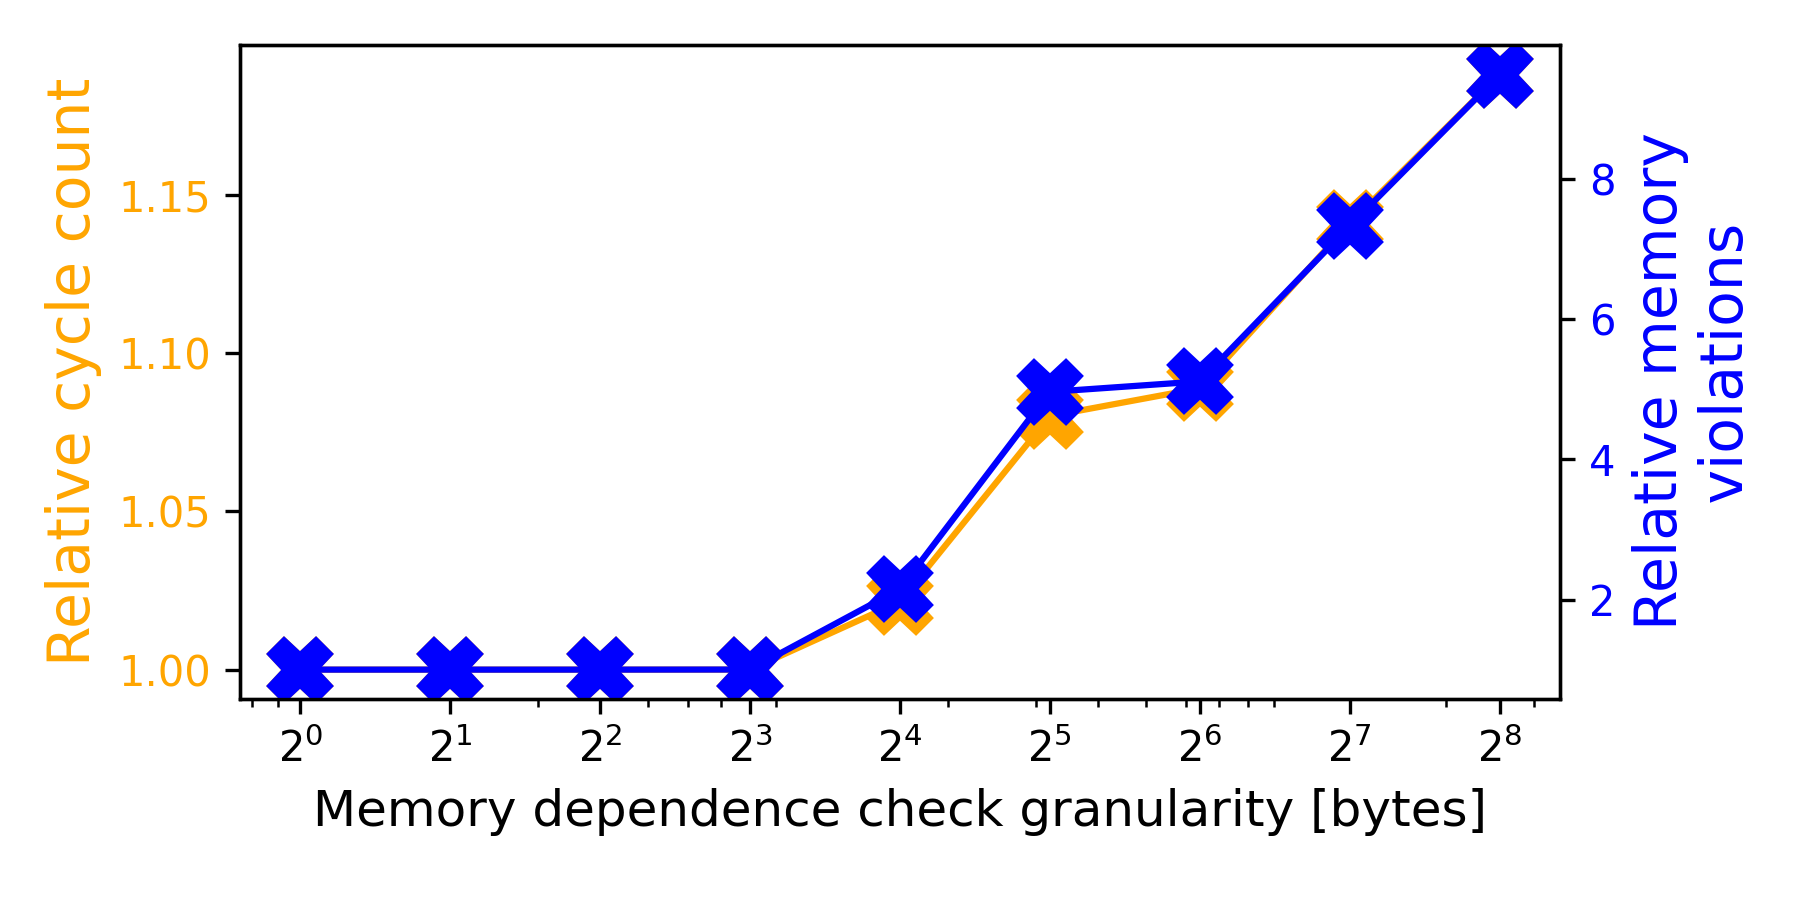 Relative cycle count
1.15
1.10
1.05
1.00
8
6
4
2
Relative memory
violations
2⁰ 2¹ 2² 2³ 2⁴ 2⁵ 2⁶ 2⁷ 2⁸
Memory dependence check granularity [bytes]